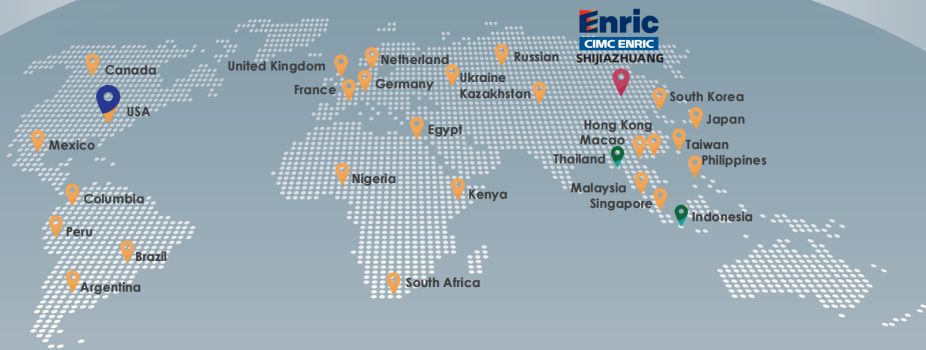 Enric
CIMC ENRIC
SHIJIAZHUANG
Canada
USA
Mexico
Columbia
Peru
Brazil
Argentina
United Kingdom
France
Netherland
Germany
Russian
Ukraine
Kazakhstan
Egypt
Nigeria
Kenya
South Africa
South Korea
Japan
Hong Kong
Macao
Taiwan
Thailand
Philippines
Malaysia
Singapore
Indonesia